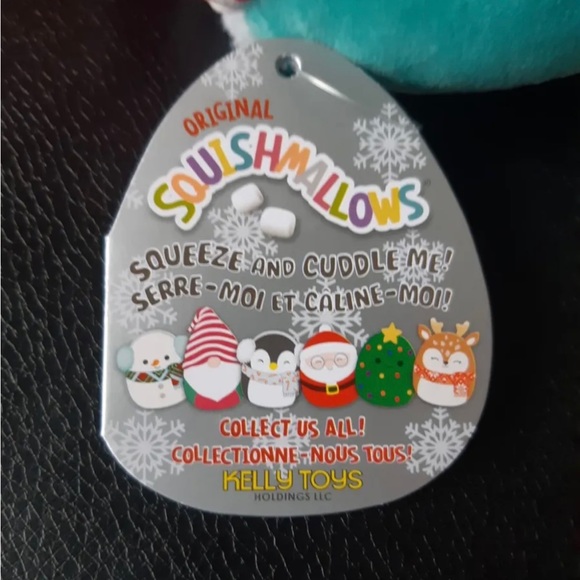 ORIGINAL
SQUISHMALLOWS
SQUEEZE AND CUDDLE ME!
SERRE-MOI ET CÂLINE-MOI!
COLLECT US ALL!
COLLECTIONNE-NOUS TOUS!
KELLY TOYS
HOLDINGS LLC